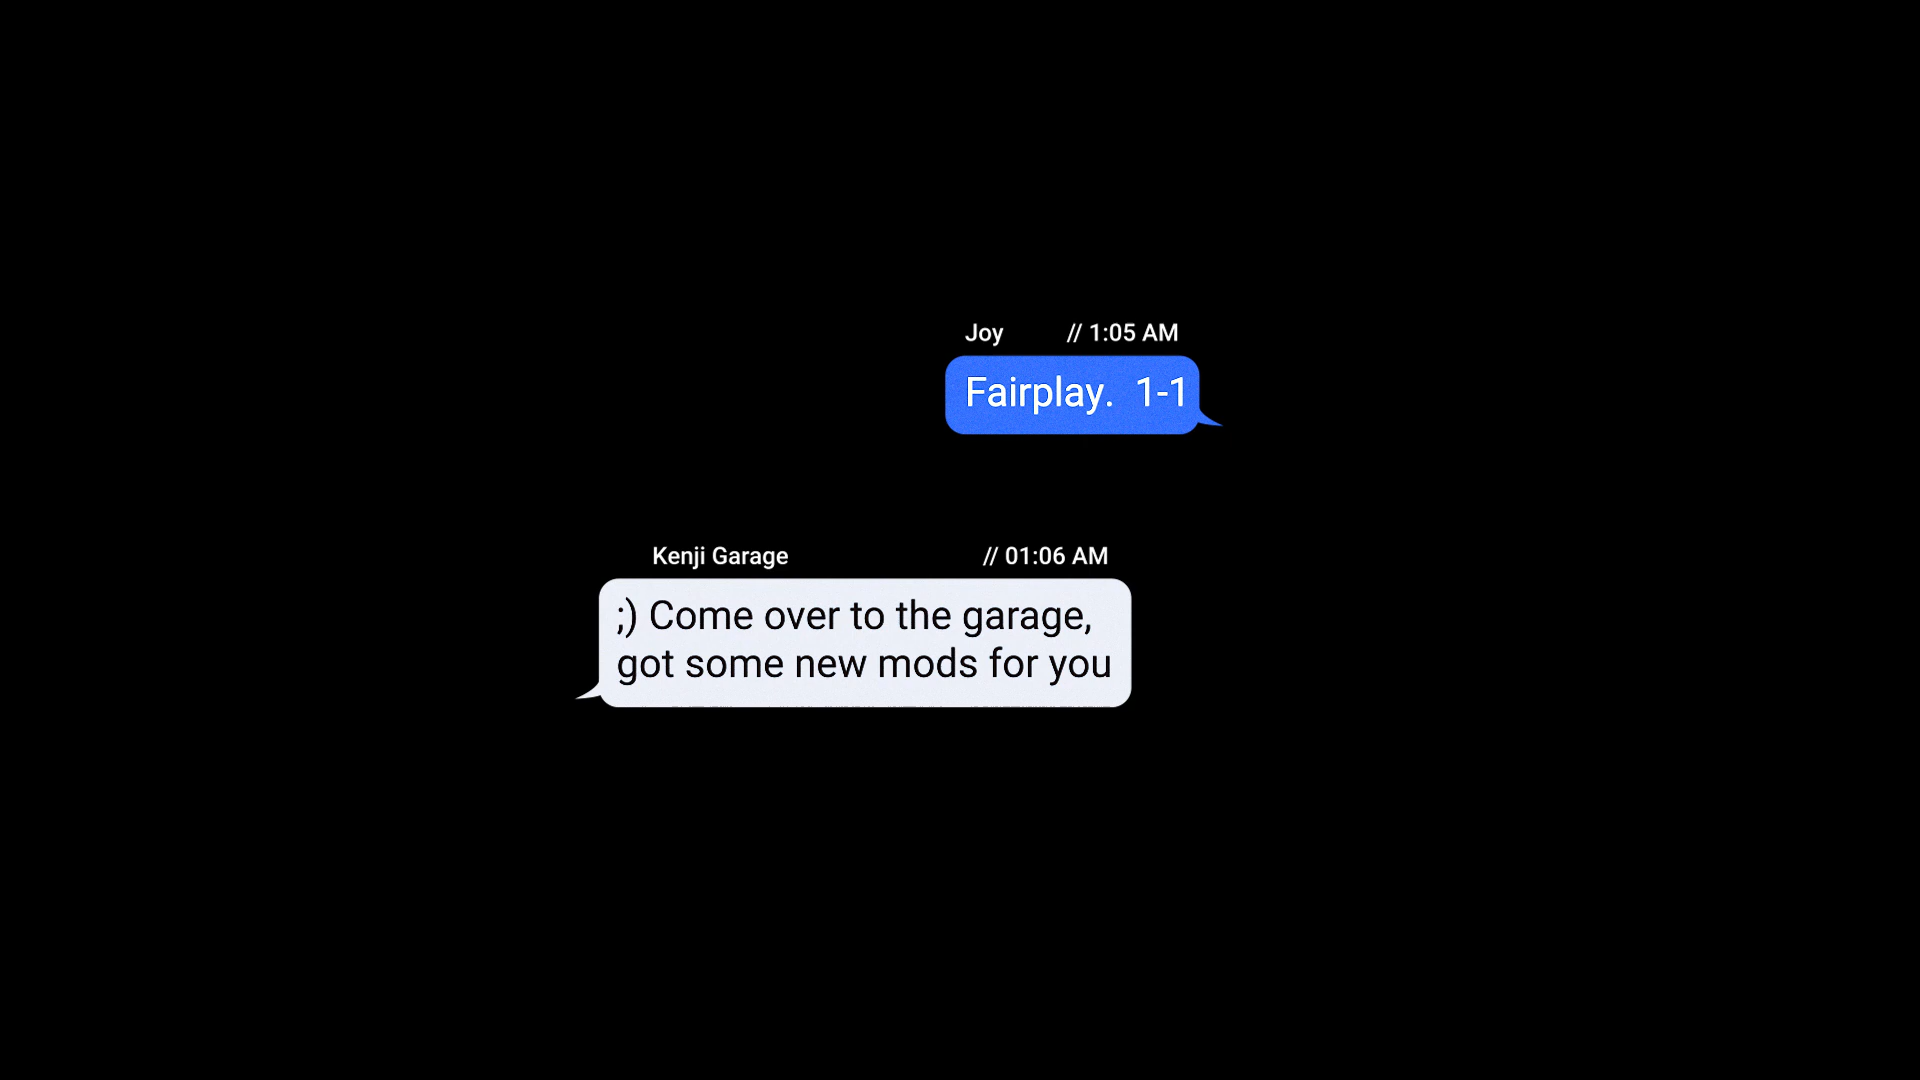 Joy // 1:05 AM
Fairplay.  1-1
Kenji Garage // 01:06 AM
;) Come over to the garage,
got some new mods for you